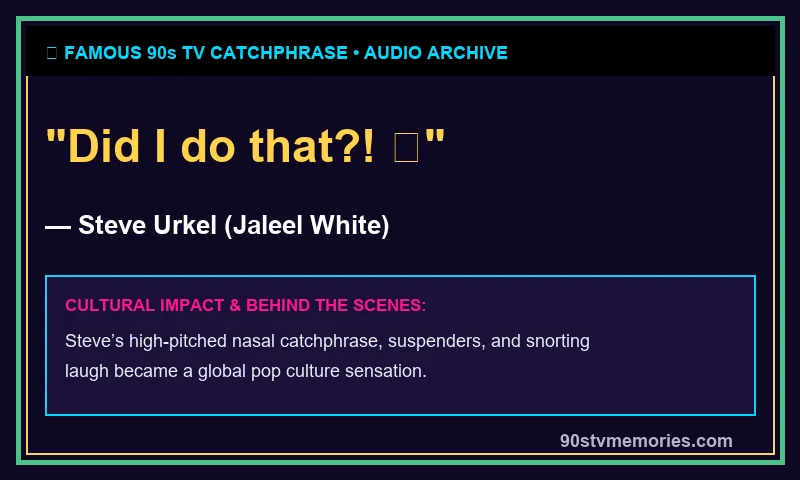 FAMOUS 90s TV CATCHPHRASE • AUDIO ARCHIVE
"Did I do that?! "
— Steve Urkel (Jaleel White)
CULTURAL IMPACT & BEHIND THE SCENES:
Steve’s high-pitched nasal catchphrase, suspenders, and snorting
laugh became a global pop culture sensation.
90stvmemories.com